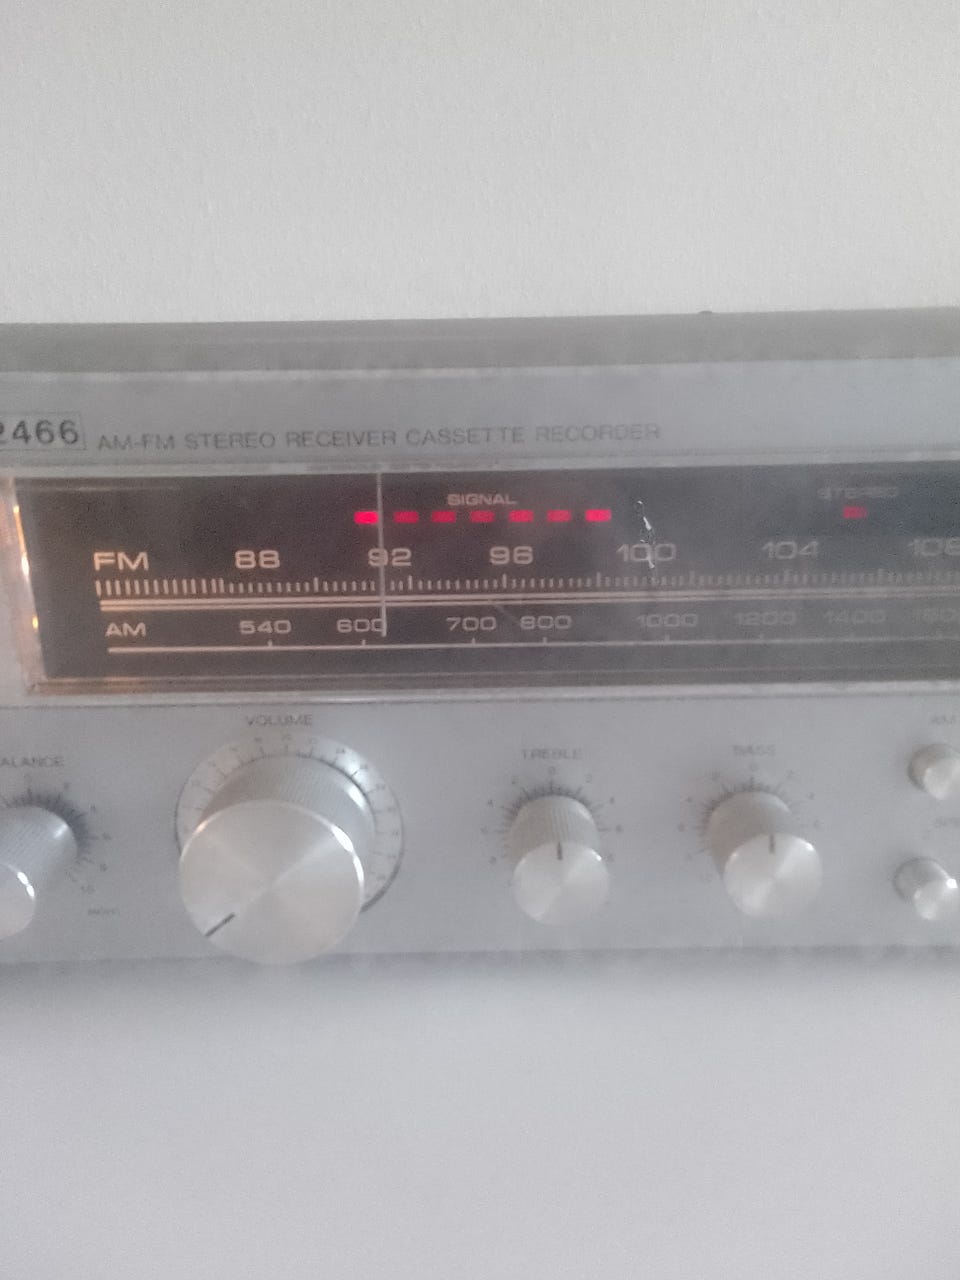 2466 AM-FM STEREO RECEIVER CASSETTE RECORDER
SIGNAL STEREO
FM 88 92 96 100 104 108
AM 540 600 700 800 1000 1200 1400
VOLUME
TREBLE BASS